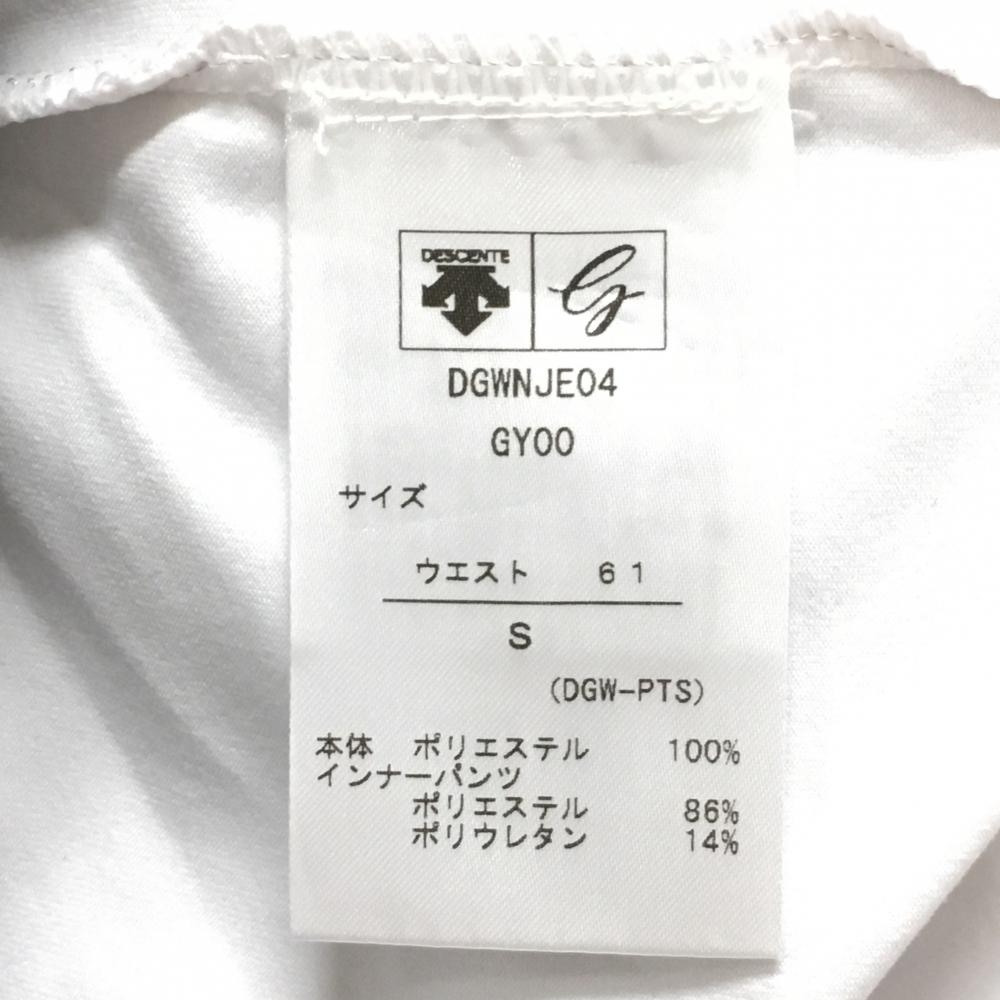 DESCENTE
G
DGWNJE04
GY00
サイズ
ウエスト 61
S
(DGW-PTS)
本体 ポリエステル 100%
インナーパンツ
ポリエステル 86%
ポリウレタン 14%